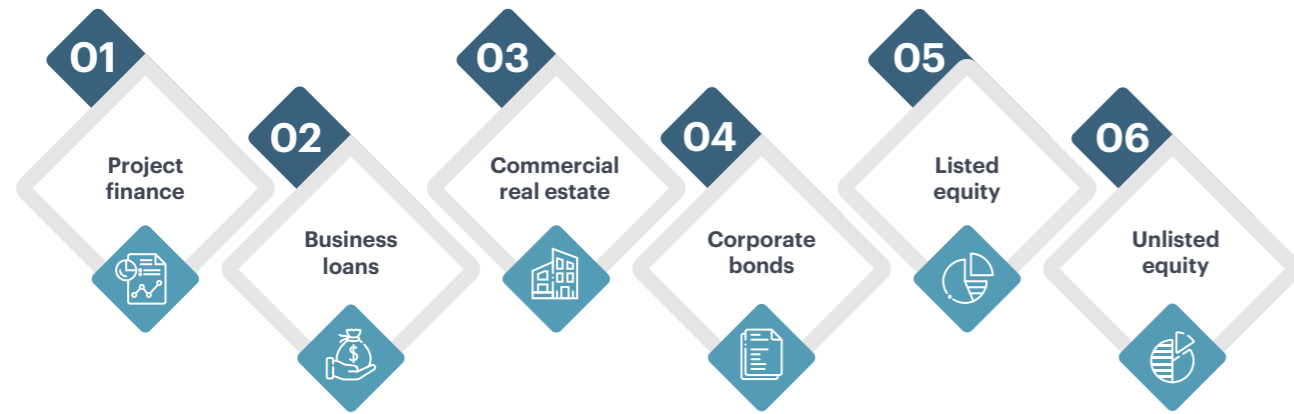 01
Project
finance
02
Business
loans
$
03
Commercial
real estate
04
Corporate
bonds
05
Listed
equity
06
Unlisted
equity